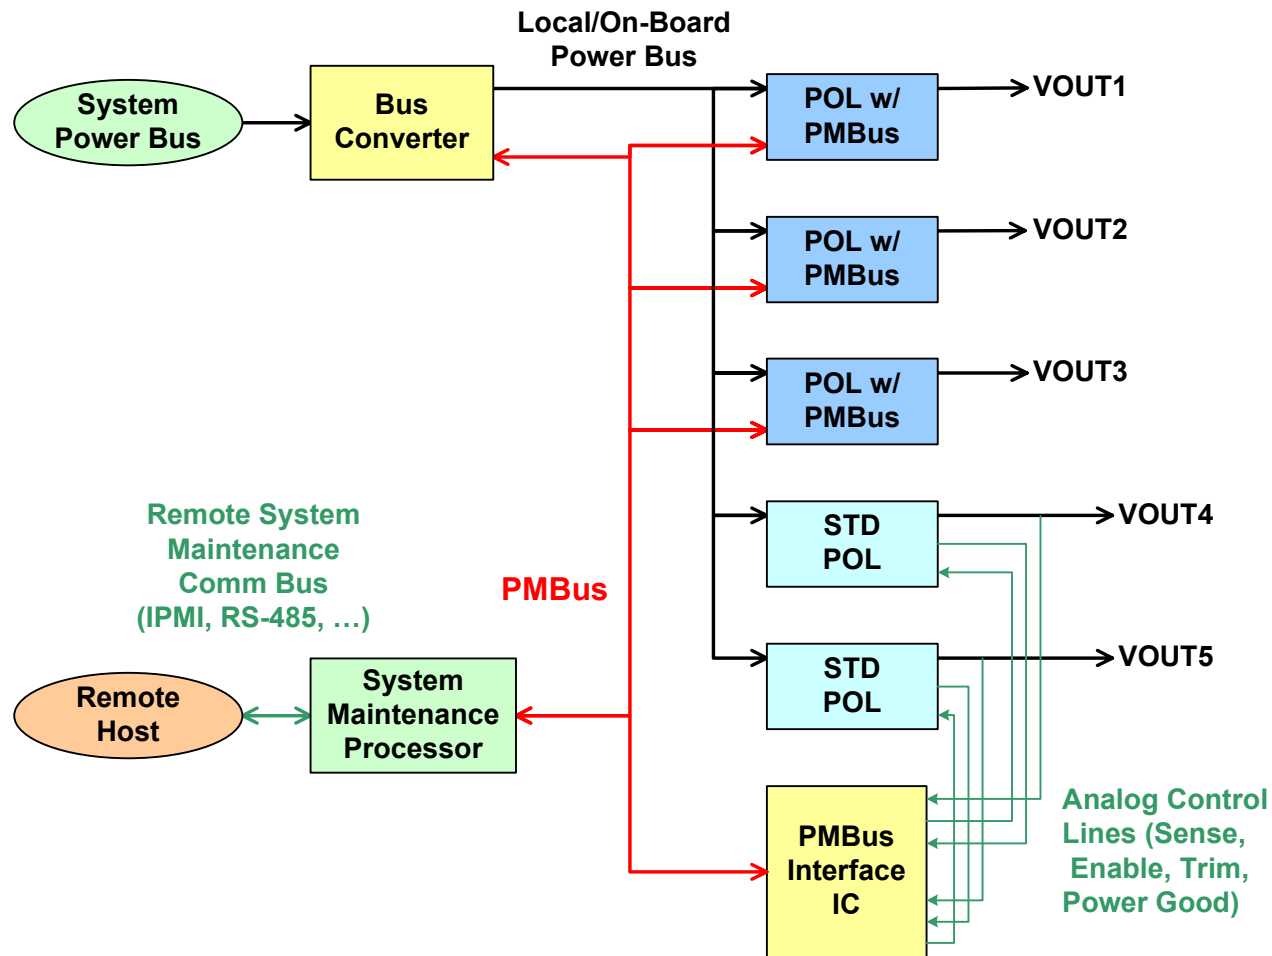 Local/On-Board
Power Bus
System
Power Bus
Bus
Converter
POL w/
PMBus
VOUT1
POL w/
PMBus
VOUT2
POL w/
PMBus
VOUT3
Remote System
Maintenance
Comm Bus
(IPMI, RS-485, …)
PMBus
STD
POL
VOUT4
STD
POL
VOUT5
Remote
Host
System
Maintenance
Processor
PMBus
Interface
IC
Analog Control
Lines (Sense,
Enable, Trim,
Power Good)